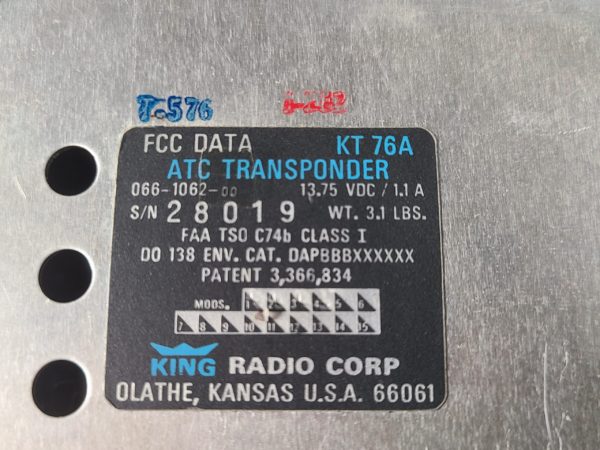 T-576
FCC DATA KT 76A
ATC TRANSPONDER
066-1062-00 13.75 VDC / 1.1 A
S/N 28019 WT. 3.1 LBS.
FAA TSO C74b CLASS I
DO 138 ENV. CAT. DAPBBBXXXXXX
PATENT 3,366,834
MODS. 1 2 3 4 5 6
7 8 9 10 11 12 13 14 15
KING RADIO CORP
OLATHE, KANSAS U.S.A. 66061